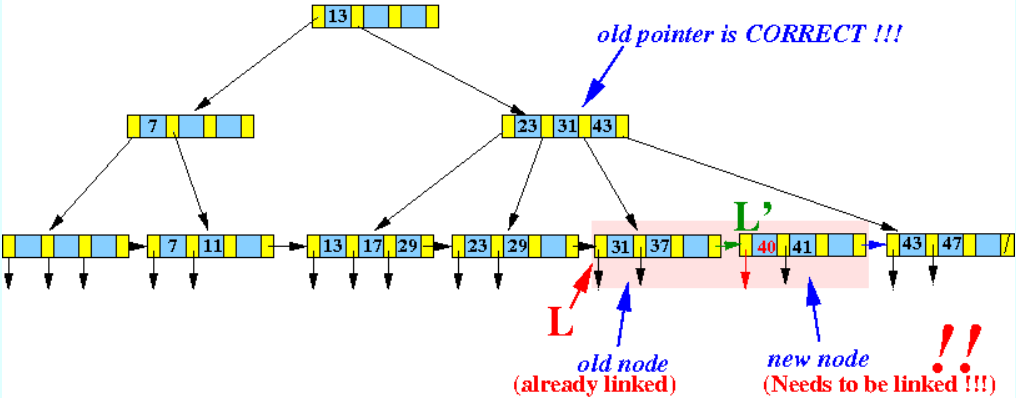 13
old pointer is CORRECT !!!
7
23 31 43
L'
7 11
13 17 29
23 29
31 37
40 41
43 47 /
L
!!
old node
new node
(already linked)
(Needs to be linked !!!)